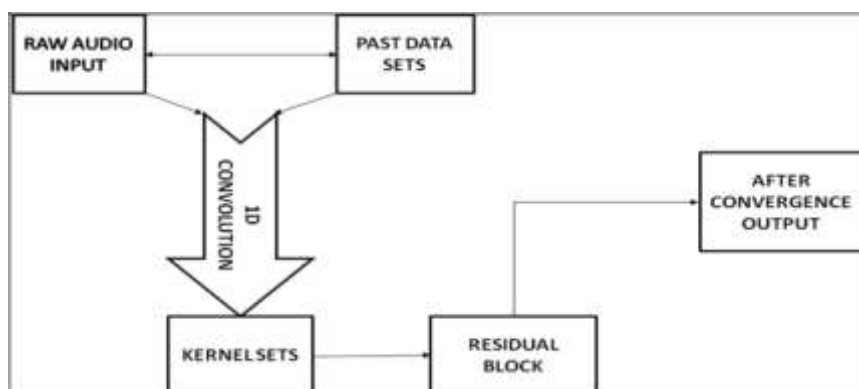 RAW AUDIO
INPUT
PAST DATA
SETS
1D
CONVOLUTION
AFTER
CONVERGENCE
OUTPUT
KERNEL SETS
RESIDUAL
BLOCK